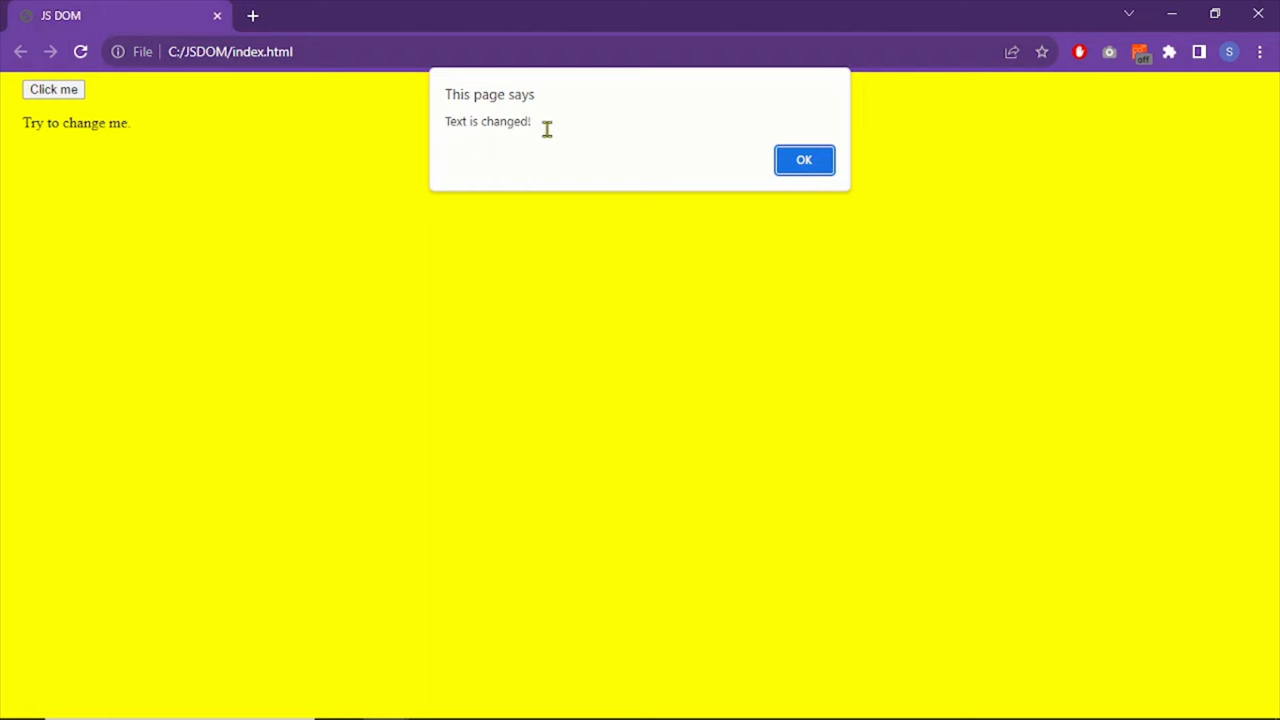 JS DOM
File
C:/JSDOM/index.html
off
S
Click me
Try to change me.
This page says
Text is changed!
OK